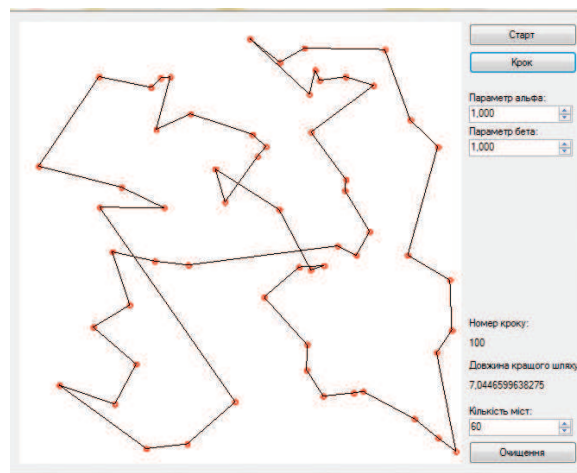 Старт
Крок
Параметр альфа:
1,000
Параметр бета:
1,000
Номер кроку:
100
Довжина кращого шляху
7,0446599638275
Кількість міст:
60
Очищення